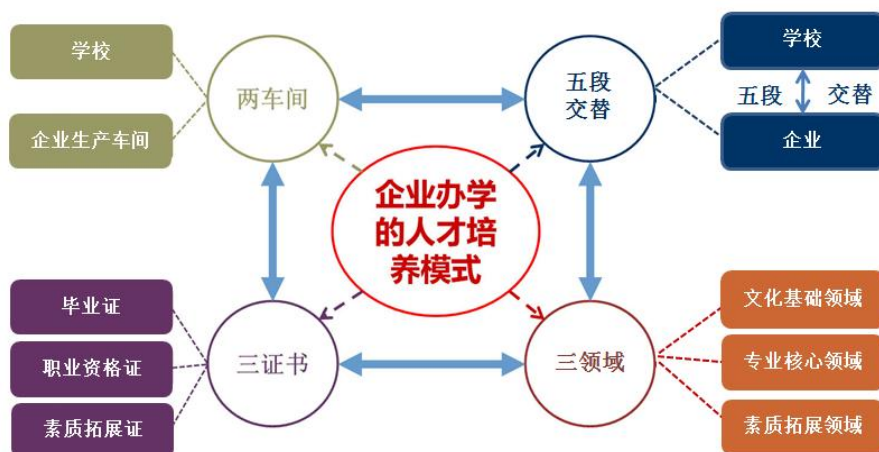 学校
企业生产车间
两车间
五段
交替
学校
五段 交替
企业
企业办学
的人才培
养模式
毕业证
职业资格证
素质拓展证
三证书
三领域
文化基础领域
专业核心领域
素质拓展领域